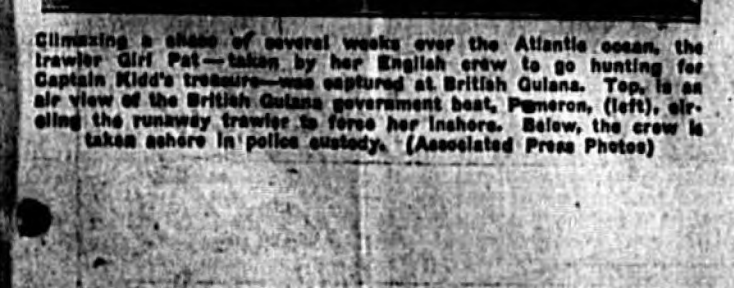 Climaxing a chase of several weeks over the Atlantic ocean, the
trawler Girl Pat—taken by her English crew to go hunting for
Captain Kidd's treasure—was captured at British Guiana. Top, is an
air view of the British Guiana government boat, Pomeron, (left), cir-
cling the runaway trawler to force her inshore. Below, the crew is
taken ashore in police custody. (Associated Press Photos)